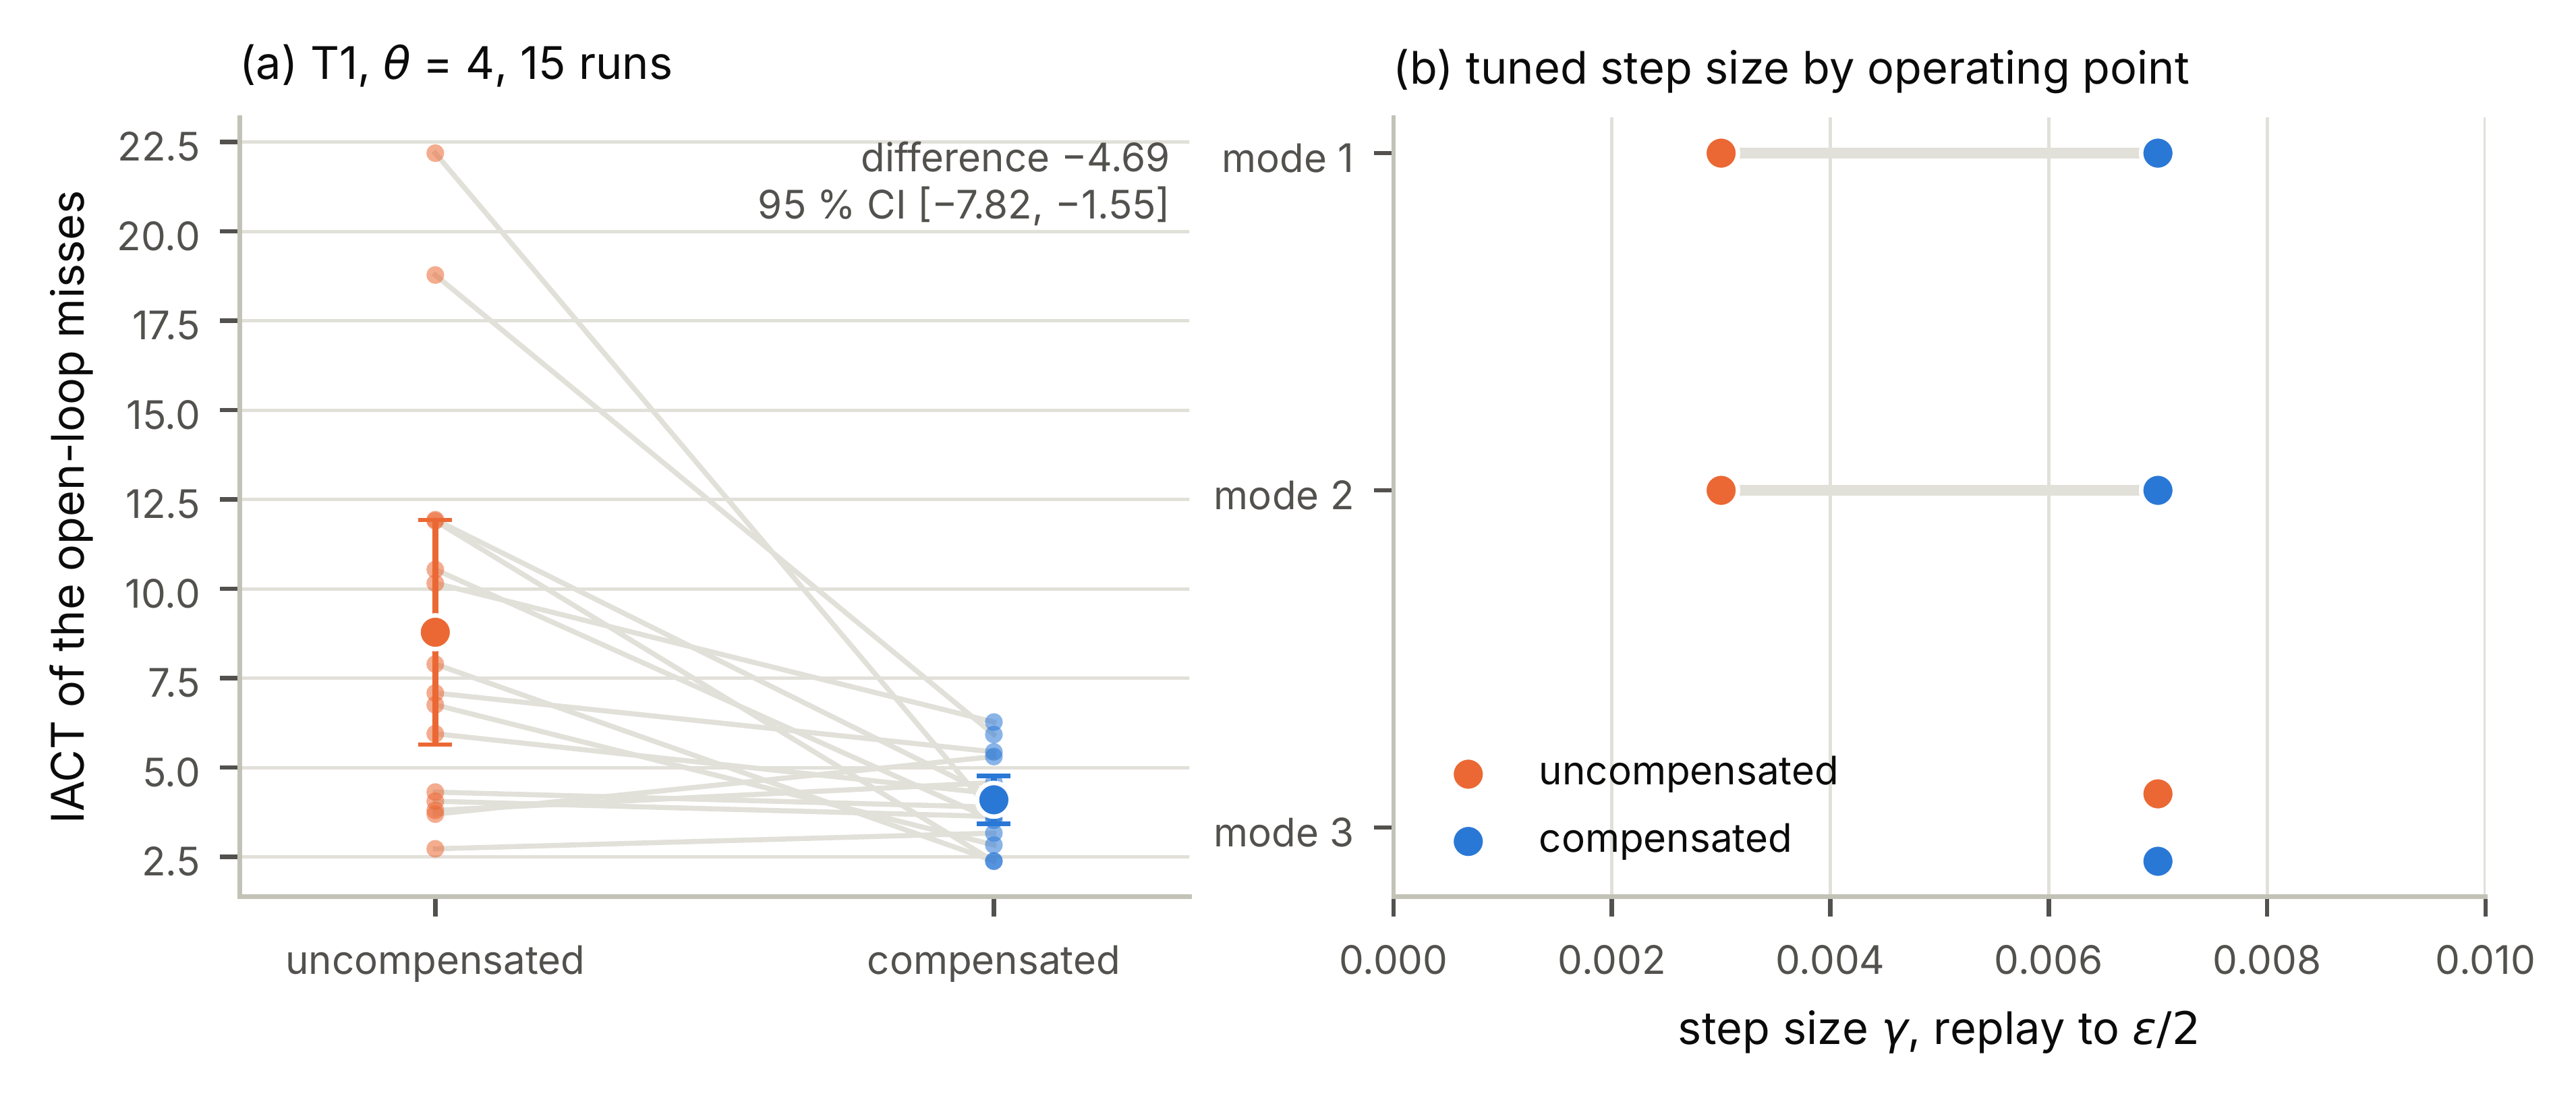 (a) T1, θ = 4, 15 runs
IACT of the open-loop misses
22.5
20.0
17.5
15.0
12.5
10.0
7.5
5.0
2.5
difference −4.69
95 % CI [−7.82, −1.55]
uncompensated
compensated
(b) tuned step size by operating point
mode 1
mode 2
mode 3
uncompensated
compensated
0.000 0.002 0.004 0.006 0.008 0.010
step size γ, replay to ε/2